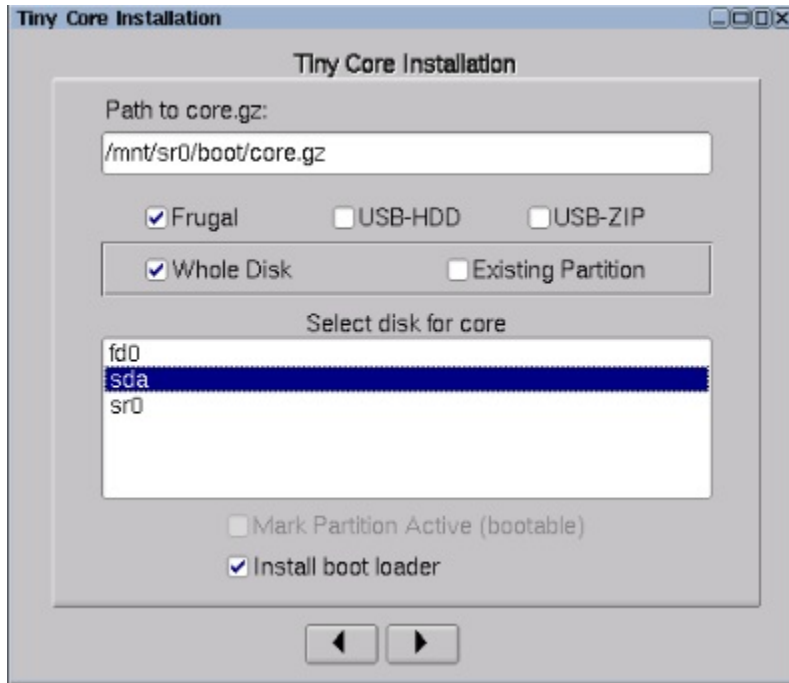 Tiny Core Installation
Tiny Core Installation
Path to core.gz:
/mnt/sr0/boot/core.gz
Frugal USB-HDD USB-ZIP
Whole Disk Existing Partition
Select disk for core
fd0
sda
sr0
Mark Partition Active (bootable)
Install boot loader